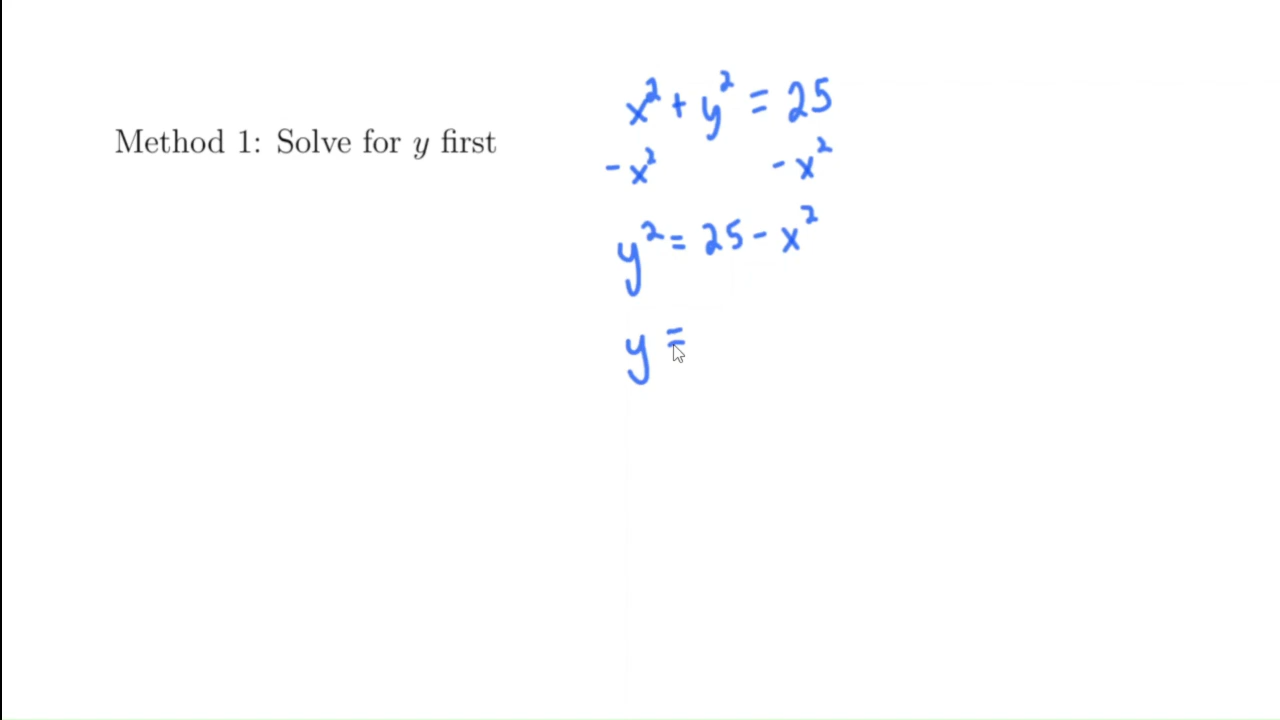 x² + y² = 25
Method 1: Solve for y first
- x² - x²
y² = 25 - x²
y =